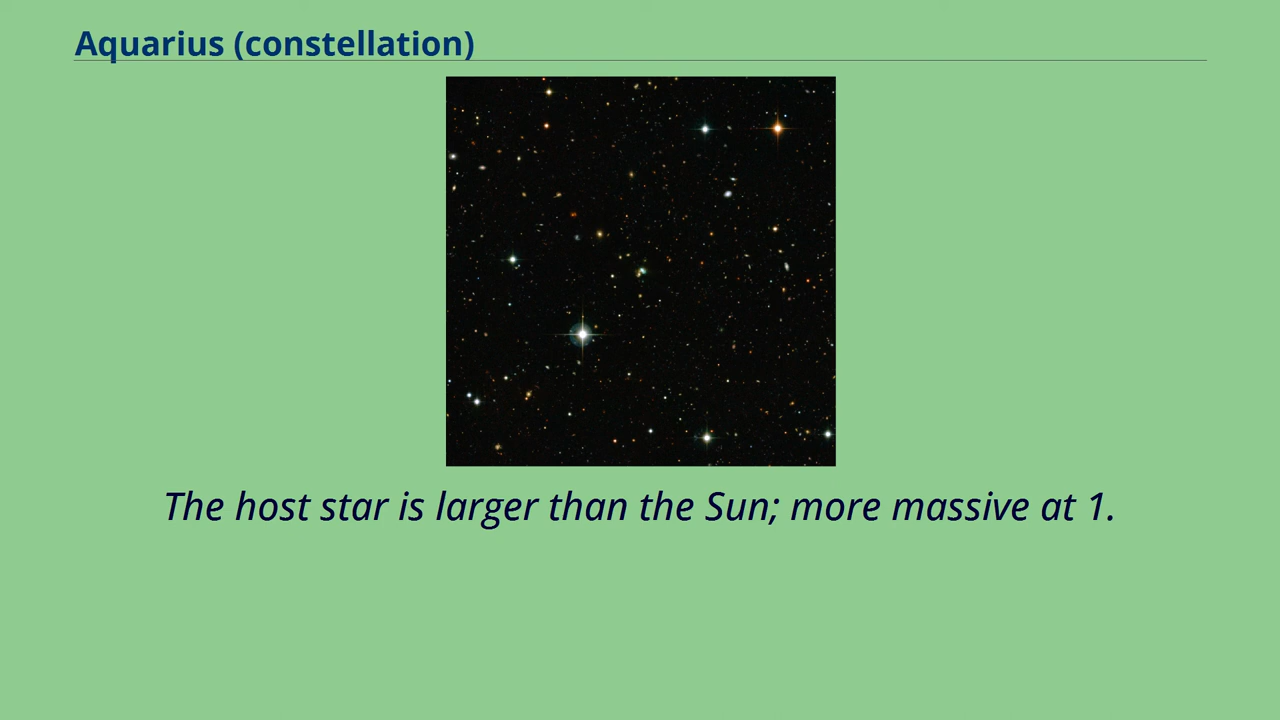 Aquarius (constellation)
The host star is larger than the Sun; more massive at 1.